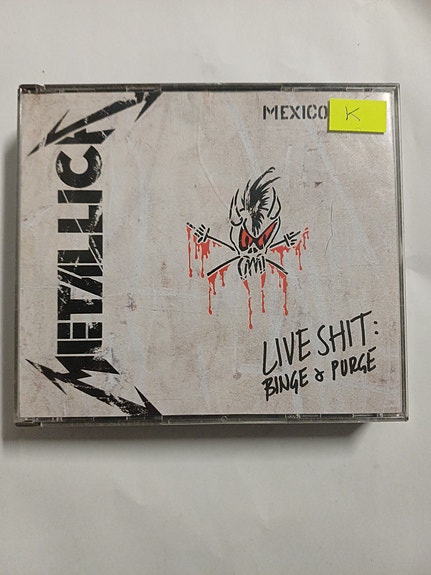 METALLICA
MEXICO
K
LIVE SHIT:
BINGE & PURGE